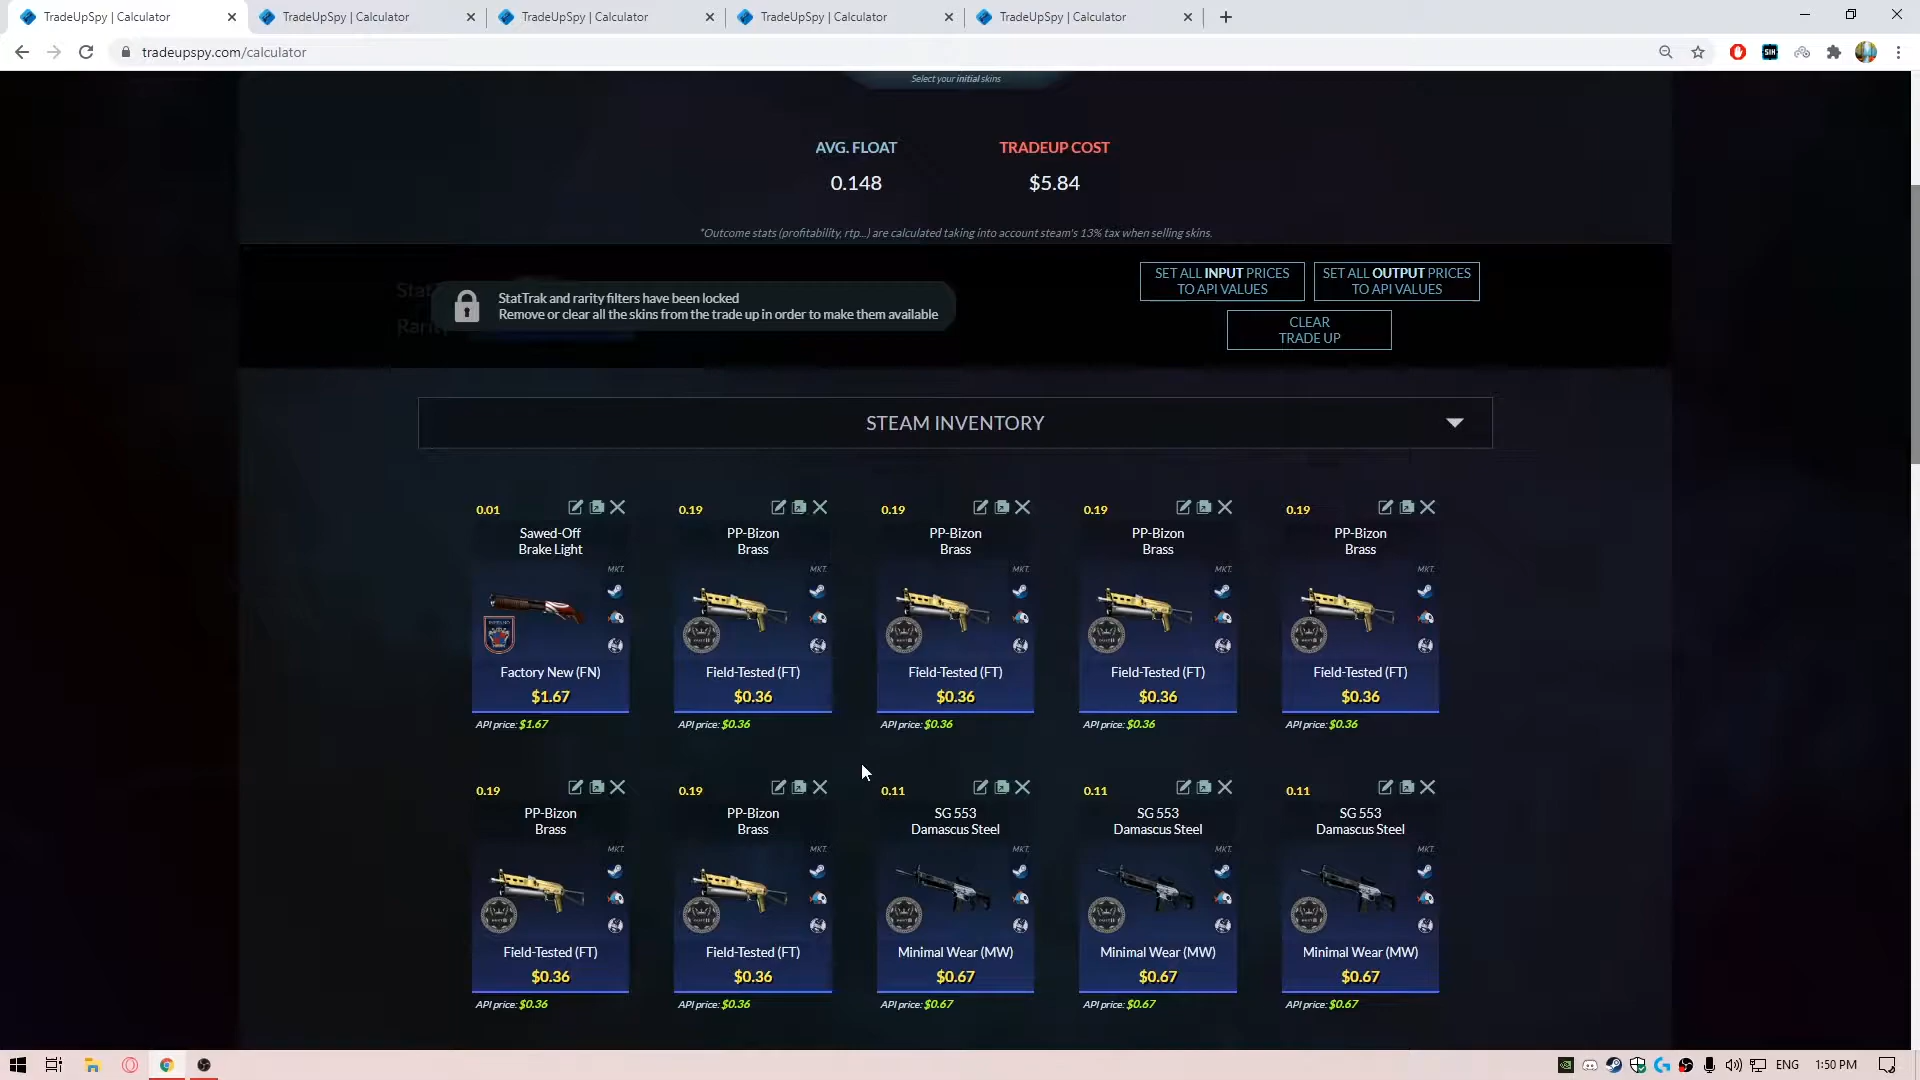 TradeUpSpy | Calculator
TradeUpSpy | Calculator
TradeUpSpy | Calculator
TradeUpSpy | Calculator
TradeUpSpy | Calculator
tradeupspy.com/calculator
Select your initial skins
AVG. FLOAT
TRADEUP COST
0.148
$5.84
*Outcome stats (profitability, rtp...) are calculated taking into account steam's 13% tax when selling skins.
StatTrak and rarity filters have been locked
Remove or clear all the skins from the trade up in order to make them available
SET ALL INPUT PRICES
TO API VALUES
SET ALL OUTPUT PRICES
TO API VALUES
CLEAR
TRADE UP
STEAM INVENTORY
0.01
Sawed-Off
Brake Light
MKT.
Factory New (FN)
$1.67
API price: $1.67
0.19
PP-Bizon
Brass
MKT.
Field-Tested (FT)
$0.36
API price: $0.36
0.19
PP-Bizon
Brass
MKT.
Field-Tested (FT)
$0.36
API price: $0.36
0.19
PP-Bizon
Brass
MKT.
Field-Tested (FT)
$0.36
API price: $0.36
0.19
PP-Bizon
Brass
MKT.
Field-Tested (FT)
$0.36
API price: $0.36
0.19
PP-Bizon
Brass
MKT.
Field-Tested (FT)
$0.36
API price: $0.36
0.19
PP-Bizon
Brass
MKT.
Field-Tested (FT)
$0.36
API price: $0.36
0.11
SG 553
Damascus Steel
MKT.
Minimal Wear (MW)
$0.67
API price: $0.67
0.11
SG 553
Damascus Steel
MKT.
Minimal Wear (MW)
$0.67
API price: $0.67
0.11
SG 553
Damascus Steel
MKT.
Minimal Wear (MW)
$0.67
API price: $0.67
ENG
1:50 PM